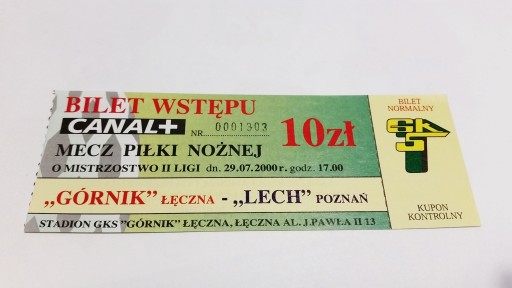 BILET WSTĘPU
CANAL+ NR 0001303 10zł
MECZ PIŁKI NOŻNEJ
O MISTRZOSTWO II LIGI dn. 29.07.2000 r. godz. 17.00
„GÓRNIK” ŁĘCZNA - „LECH” POZNAŃ
STADION GKS "GÓRNIK" ŁĘCZNA, ŁĘCZNA AL. J.PAWŁA II 13
BILET
NORMALNY
GKS
KUPON
KONTROLNY